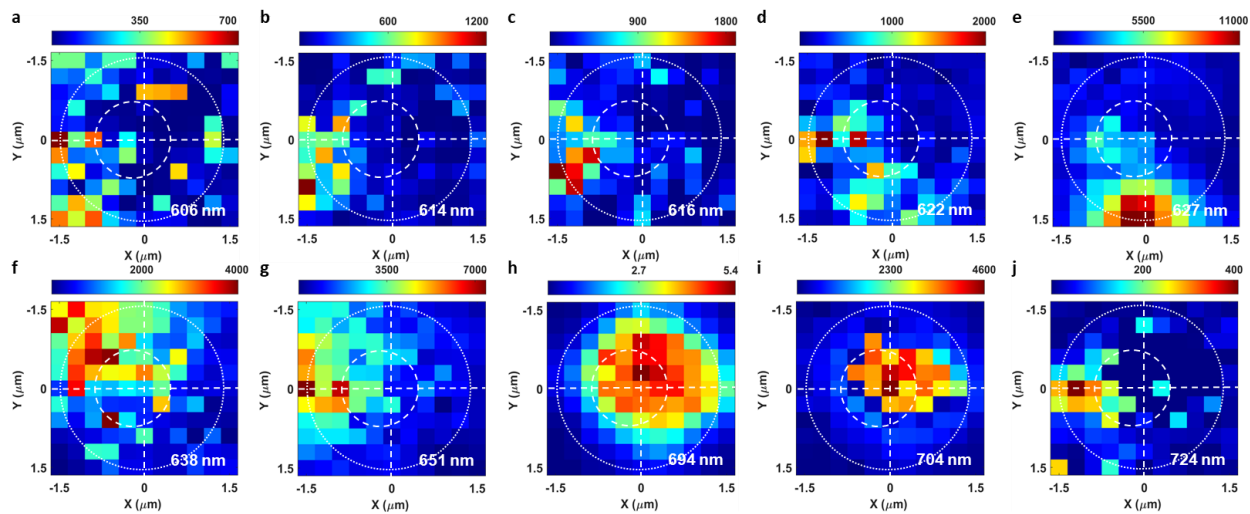 a 350 700
b 600 1200
c 900 1800
d 1000 2000
e 5500 11000
-1.5 0 1.5 Y (μm) 606 nm -1.5 0 1.5 X (μm)
-1.5 0 1.5 Y (μm) 614 nm -1.5 0 1.5 X (μm)
-1.5 0 1.5 Y (μm) 616 nm -1.5 0 1.5 X (μm)
-1.5 0 1.5 Y (μm) 622 nm -1.5 0 1.5 X (μm)
-1.5 0 1.5 Y (μm) 627 nm -1.5 0 1.5 X (μm)
f 2000 4000
g 3500 7000
h 2.7 5.4
i 2300 4600
j 200 400
-1.5 0 1.5 Y (μm) 638 nm -1.5 0 1.5 X (μm)
-1.5 0 1.5 Y (μm) 651 nm -1.5 0 1.5 X (μm)
-1.5 0 1.5 Y (μm) 694 nm -1.5 0 1.5 X (μm)
-1.5 0 1.5 Y (μm) 704 nm -1.5 0 1.5 X (μm)
-1.5 0 1.5 Y (μm) 724 nm -1.5 0 1.5 X (μm)